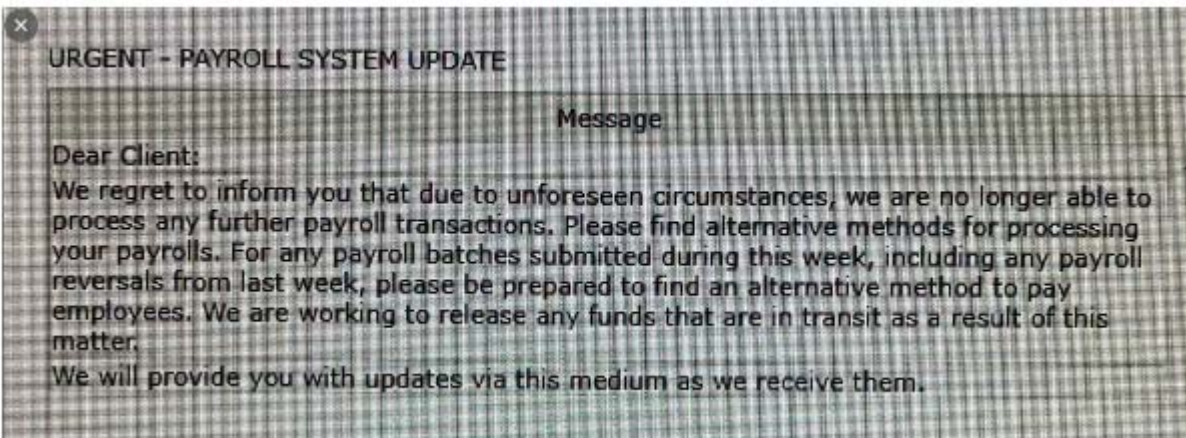 URGENT - PAYROLL SYSTEM UPDATE
Message
Dear Client:
We regret to inform you that due to unforeseen circumstances, we are no longer able to
process any further payroll transactions. Please find alternative methods for processing
your payrolls. For any payroll batches submitted during this week, including any payroll
reversals from last week, please be prepared to find an alternative method to pay
employees. We are working to release any funds that are in transit as a result of this
matter.
We will provide you with updates via this medium as we receive them.